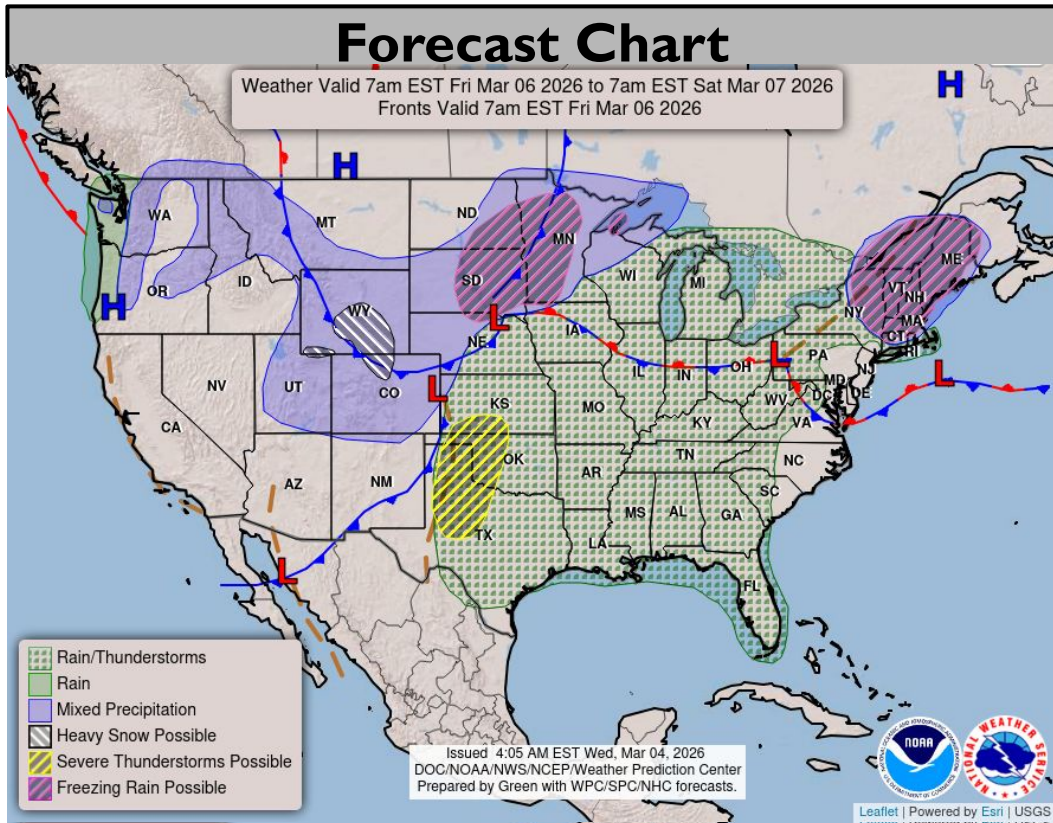 Forecast Chart
Weather Valid 7am EST Fri Mar 06 2026 to 7am EST Sat Mar 07 2026
Fronts Valid 7am EST Fri Mar 06 2026
H
H
H
WA
MT
ND
MN
ME
OR
ID
WY
SD
WI
MI
VT
NH
NY
MA
CT
RI
L
NE
IA
L
PA
NJ
NV
UT
CO
L
KS
MO
IL
IN
OH
WV
MD
DC
DE
VA
L
CA
AZ
NM
OK
AR
KY
TN
NC
SC
TX
LA
MS
AL
GA
FL
L
Rain/Thunderstorms
Rain
Mixed Precipitation
Heavy Snow Possible
Severe Thunderstorms Possible
Freezing Rain Possible
Issued 4:05 AM EST Wed, Mar 04, 2026
DOC/NOAA/NWS/NCEP/Weather Prediction Center
Prepared by Green with WPC/SPC/NHC forecasts.
NOAA
NATIONAL WEATHER SERVICE
Leaflet | Powered by Esri | USGS